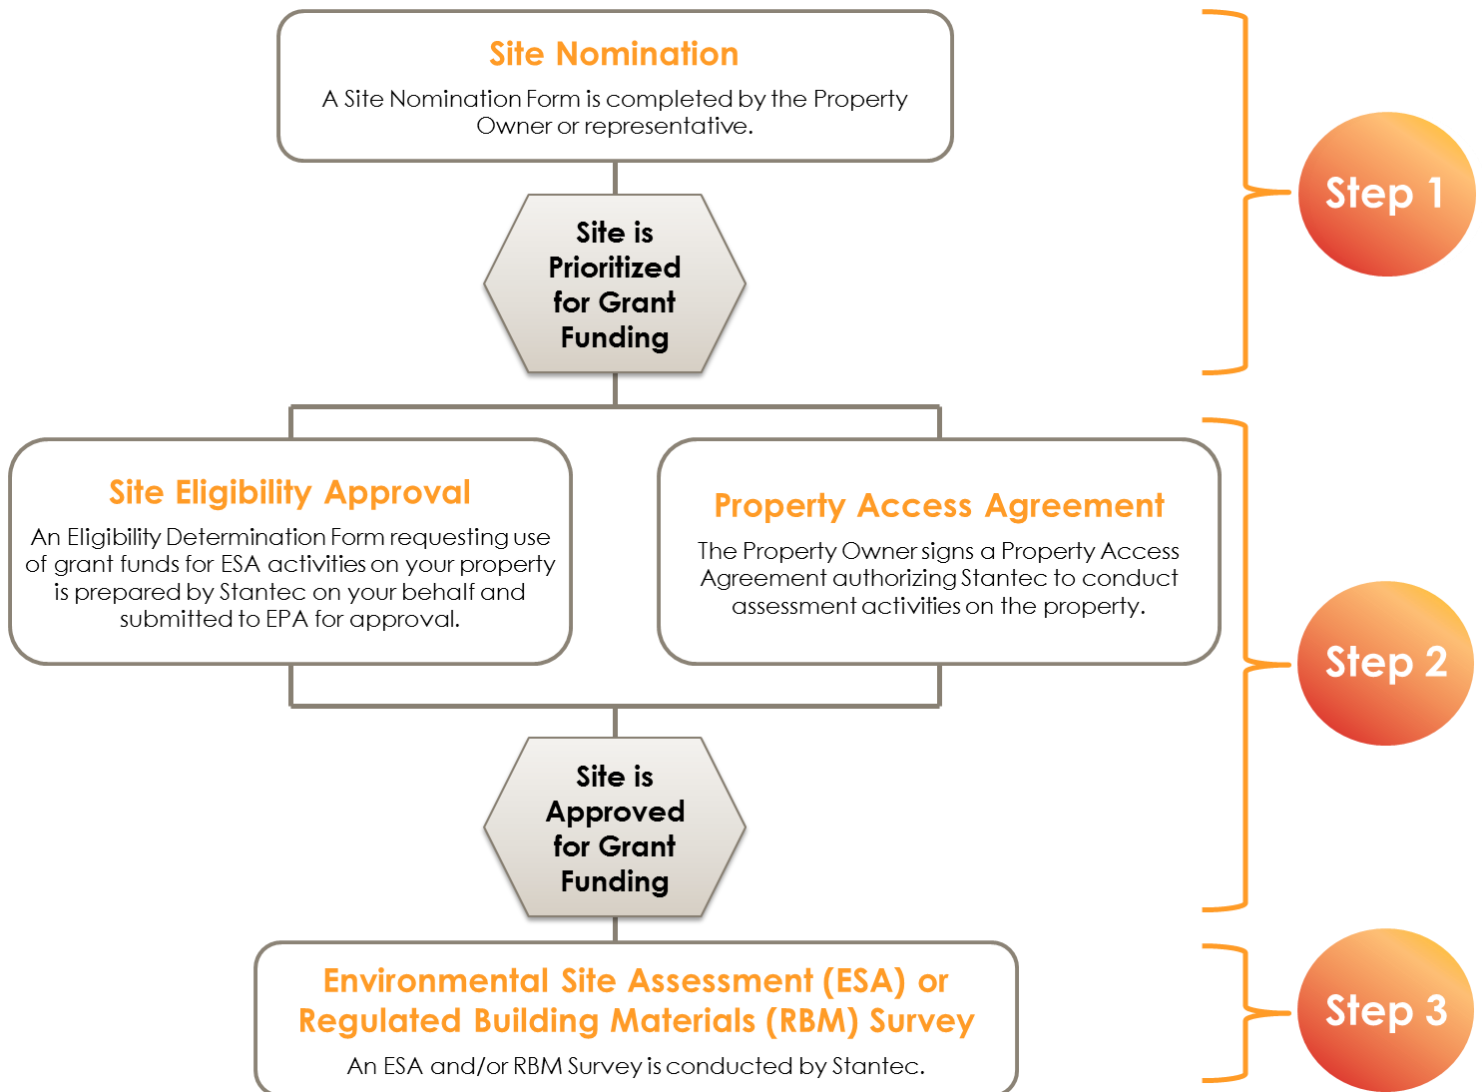 Site Nomination
A Site Nomination Form is completed by the Property
Owner or representative.
Step 1
Site is
Prioritized
for Grant
Funding
Site Eligibility Approval
An Eligibility Determination Form requesting use
of grant funds for ESA activities on your property
is prepared by Stantec on your behalf and
submitted to EPA for approval.
Property Access Agreement
The Property Owner signs a Property Access
Agreement authorizing Stantec to conduct
assessment activities on the property.
Step 2
Site is
Approved
for Grant
Funding
Environmental Site Assessment (ESA) or
Regulated Building Materials (RBM) Survey
An ESA and/or RBM Survey is conducted by Stantec.
Step 3